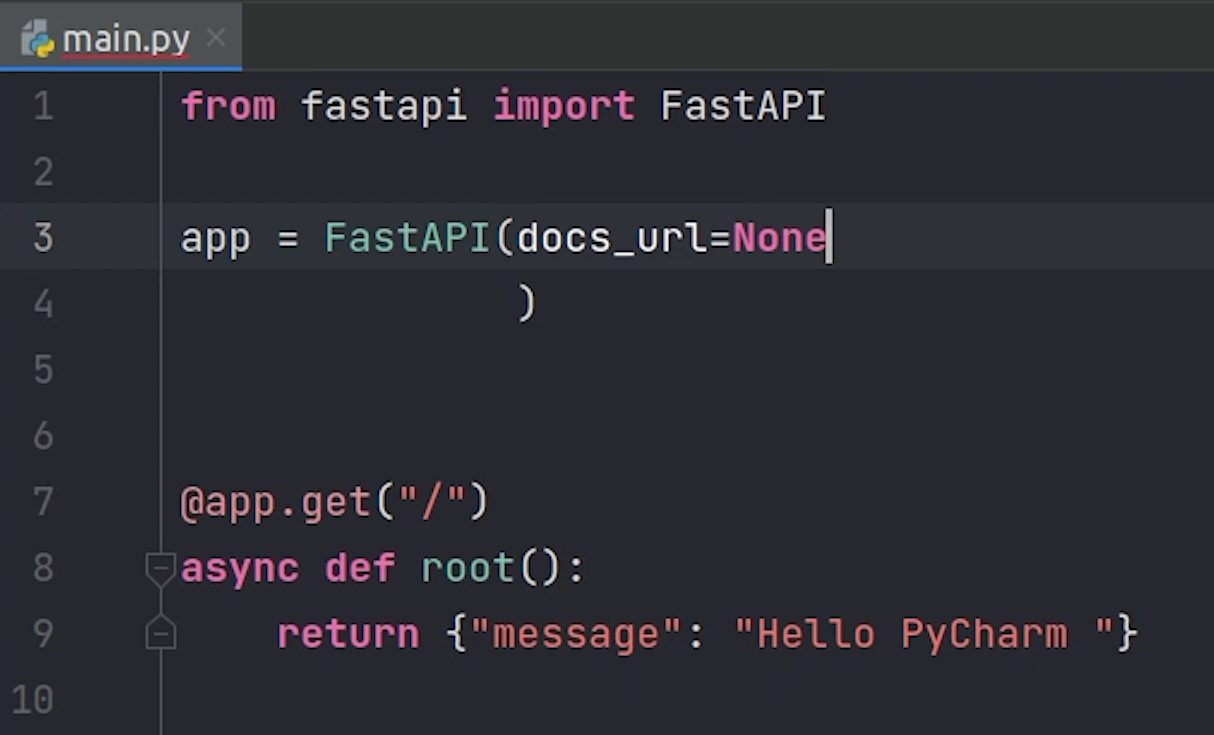 main.py
1 from fastapi import FastAPI
2
3 app = FastAPI(docs_url=None
4 )
5
6
7 @app.get("/")
8 async def root():
9 return {"message": "Hello PyCharm "}
10